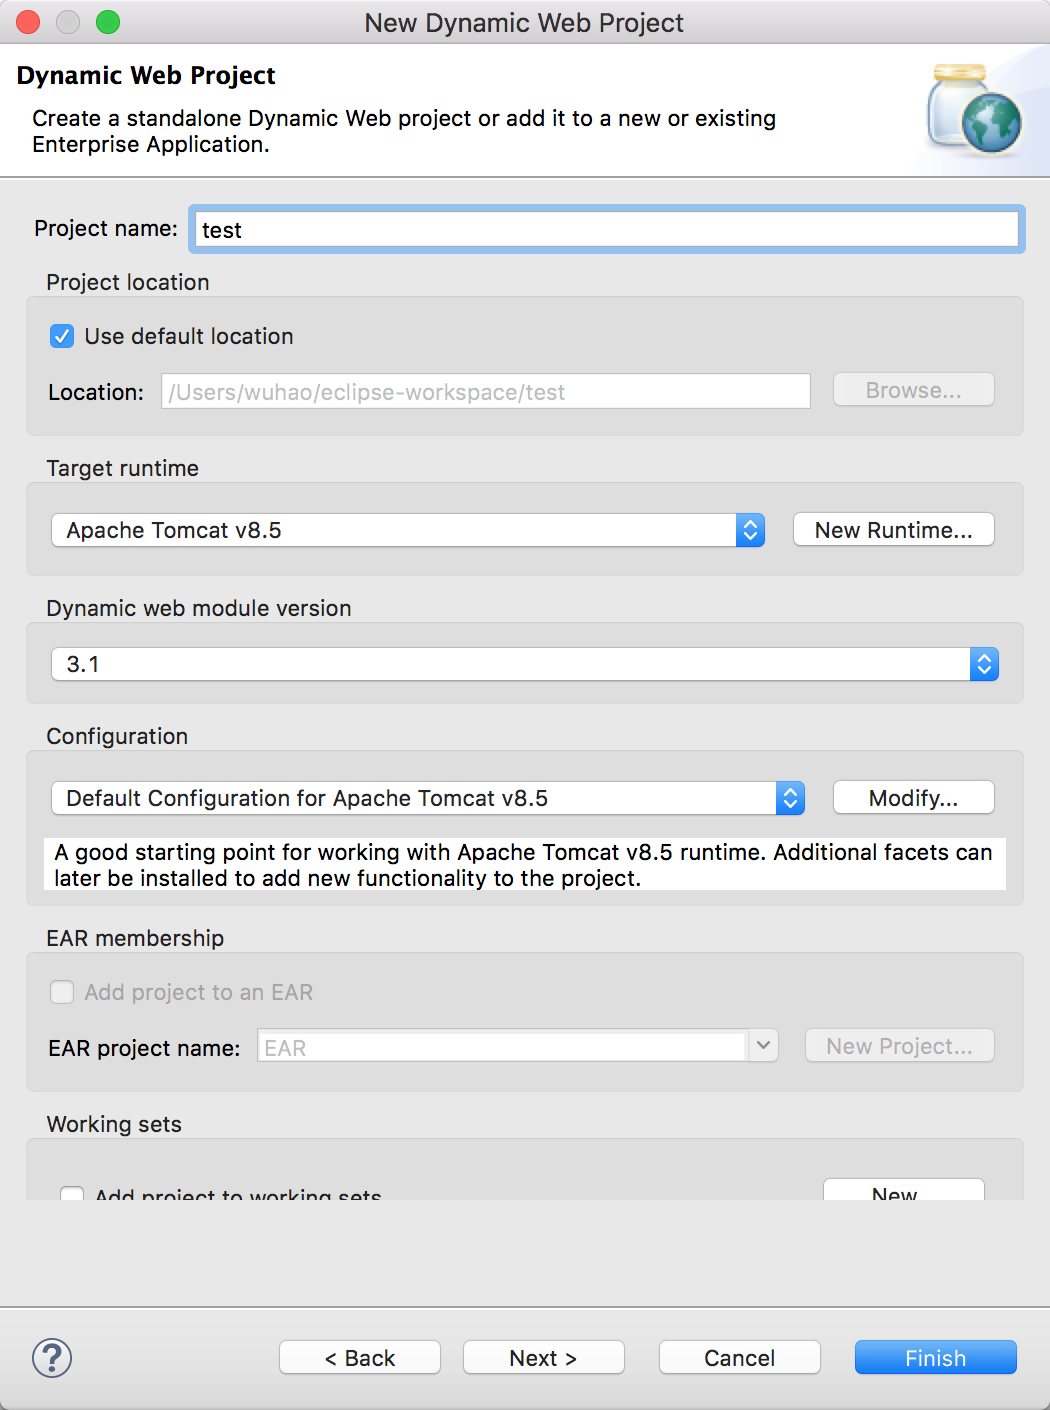 New Dynamic Web Project
Dynamic Web Project
Create a standalone Dynamic Web project or add it to a new or existing
Enterprise Application.
Project name: test
Project location
Use default location
Location: /Users/wuhao/eclipse-workspace/test Browse...
Target runtime
Apache Tomcat v8.5 New Runtime...
Dynamic web module version
3.1
Configuration
Default Configuration for Apache Tomcat v8.5 Modify...
A good starting point for working with Apache Tomcat v8.5 runtime. Additional facets can
later be installed to add new functionality to the project.
EAR membership
Add project to an EAR
EAR project name: EAR New Project...
Working sets
Add project to working sets New
? < Back Next > Cancel Finish